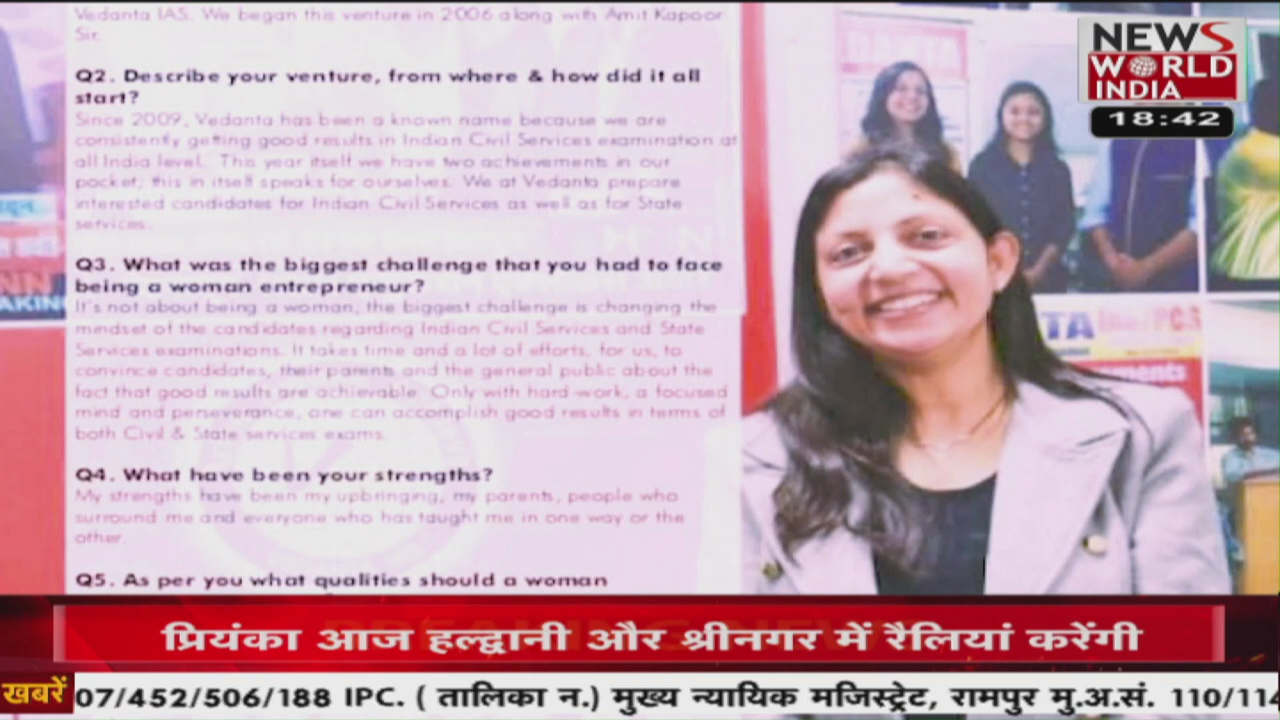 Vedanta IAS. We began this venture in 2006 along with Amit Kapoor
Sir.
Q2. Describe your venture, from where & how did it all
start?
Since 2009, Vedanta has been a known name because we are
consistently getting good results in Indian Civil Services examination at
all India level. This year itself we have two achievements in our
pocket; this in itself speaks for ourselves. We at Vedanta prepare
interested candidates for Indian Civil Services as well as for State
services.
Q3. What was the biggest challenge that you had to face
being a woman entrepreneur?
It's not about being a woman; the biggest challenge is changing the
mindset of the candidates regarding Indian Civil Services and State
Services examinations. It takes time and a lot of efforts, for us, to
convince candidates, their parents and the general public about the
fact that good results are achievable. Only with hard-work, a focused
mind and perseverance, one can accomplish good results in terms of
both Civil & State services exams.
Q4. What have been your strengths?
My strengths have been my upbringing, my parents, people who
surround me and everyone who has taught me in one way or the
other.
Q5. As per you what qualities should a woman
NEWS
WORLD
INDIA
18:42
प्रियंका आज हल्द्वानी और श्रीनगर में रैलियां करेंगी
खबरें 07/452/506/188 IPC. ( तालिका न.) मुख्य न्यायिक मजिस्ट्रेट, रामपुर मु.अ.सं. 110/114